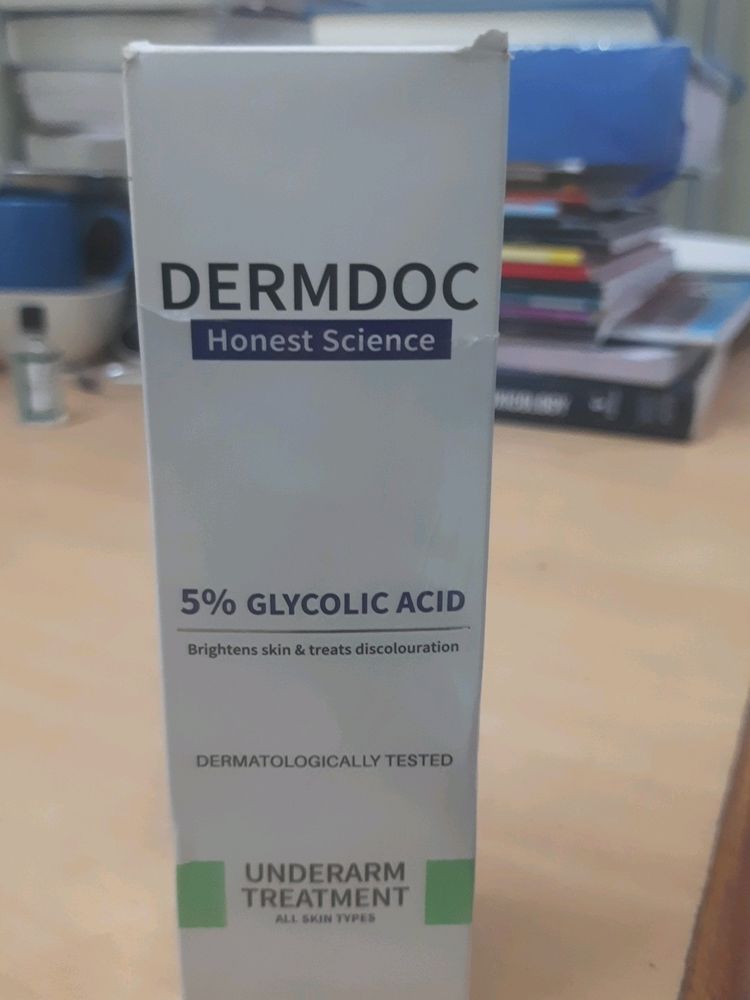 DERMDOC
Honest Science
5% GLYCOLIC ACID
Brightens skin & treats discolouration
DERMATOLOGICALLY TESTED
UNDERARM
TREATMENT
ALL SKIN TYPES